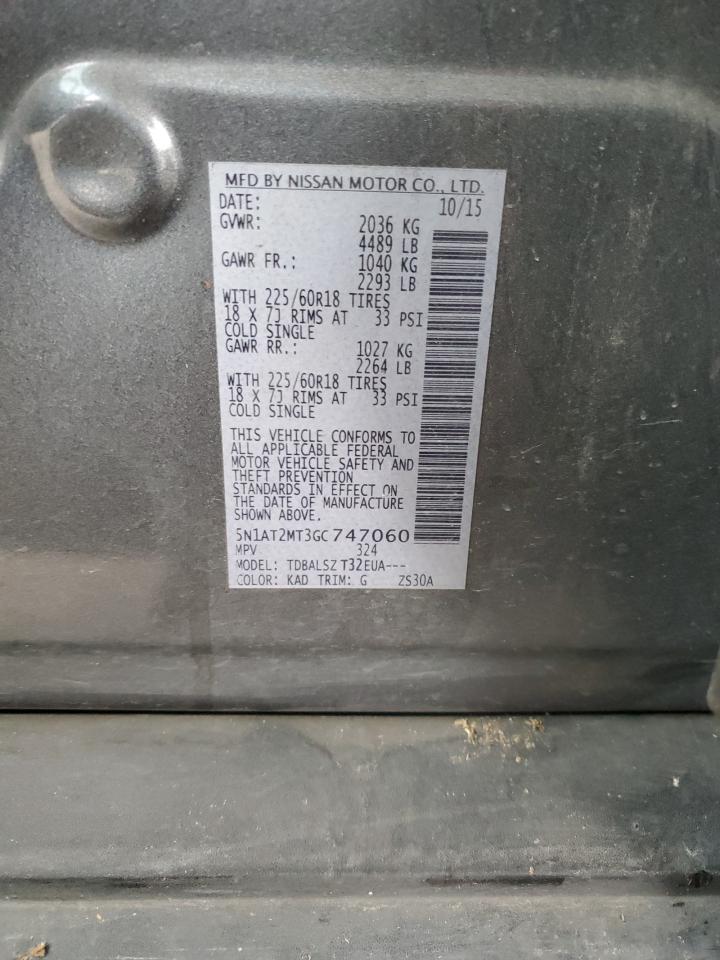 MFD BY NISSAN MOTOR CO., LTD.
DATE: 10/15
GVWR: 2036 KG
4489 LB
GAWR FR.: 1040 KG
2293 LB
WITH 225/60R18 TIRES
18 X 7J RIMS AT 33 PSI
COLD SINGLE
GAWR RR.: 1027 KG
2264 LB
WITH 225/60R18 TIRES
18 X 7J RIMS AT 33 PSI
COLD SINGLE
THIS VEHICLE CONFORMS TO
ALL APPLICABLE FEDERAL
MOTOR VEHICLE SAFETY AND
THEFT PREVENTION
STANDARDS IN EFFECT ON
THE DATE OF MANUFACTURE
SHOWN ABOVE.
5N1AT2MT3GC747060
MPV 324
MODEL: TDBALSZ T32EUA---
COLOR: KAD TRIM: G ZS30A